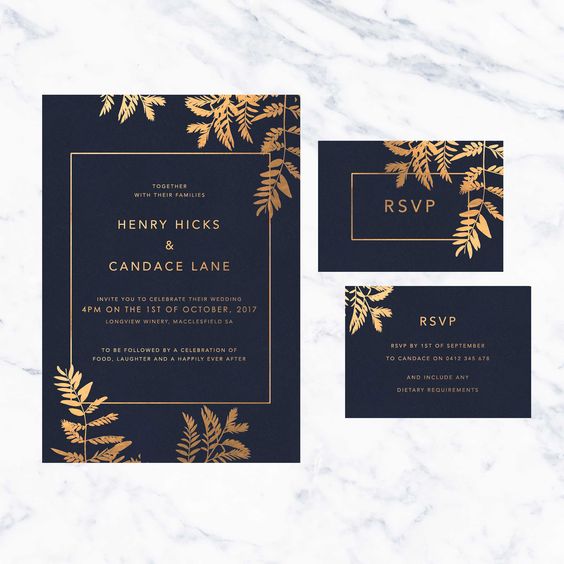 TOGETHER
WITH THEIR FAMILIES
HENRY HICKS
&
CANDACE LANE
INVITE YOU TO CELEBRATE THEIR WEDDING
4PM ON THE 1ST OF OCTOBER, 2017
LONGVIEW WINERY, MACCLESFIELD SA
TO BE FOLLOWED BY A CELEBRATION OF
FOOD, LAUGHTER AND A HAPPILY EVER AFTER
RSVP
RSVP
RSVP BY 1ST OF SEPTEMBER
TO CANDACE ON 0412 345 678
AND INCLUDE ANY
DIETARY REQUIREMENTS